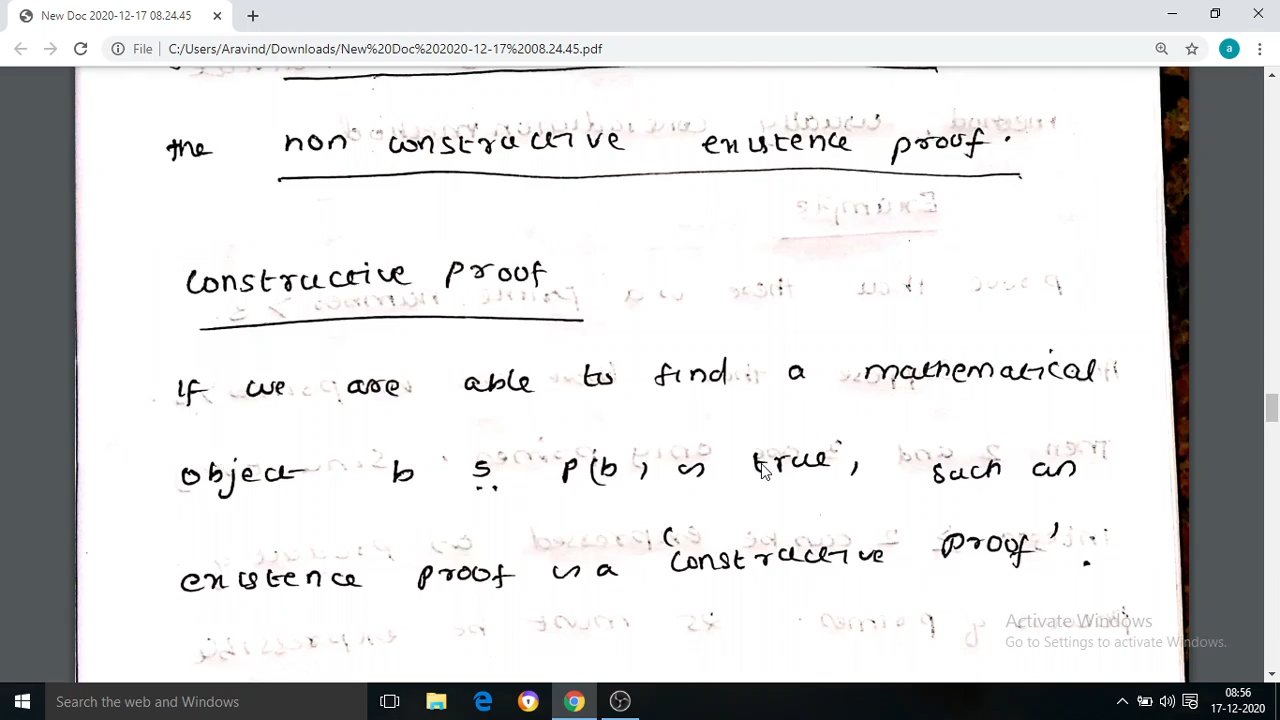 New Doc 2020-12-17 08.24.45
File C:/Users/Aravind/Downloads/New%20Doc%202020-12-17%2008.24.45.pdf
a
the non constructive existence proof.
Constructive Proof
If we are able to find a mathematical
object b s P(b) is "true", such an
existence proof is a 'Constructive Proof'.
Activate Windows
Go to Settings to activate Windows.
Search the web and Windows
08:56
17-12-2020